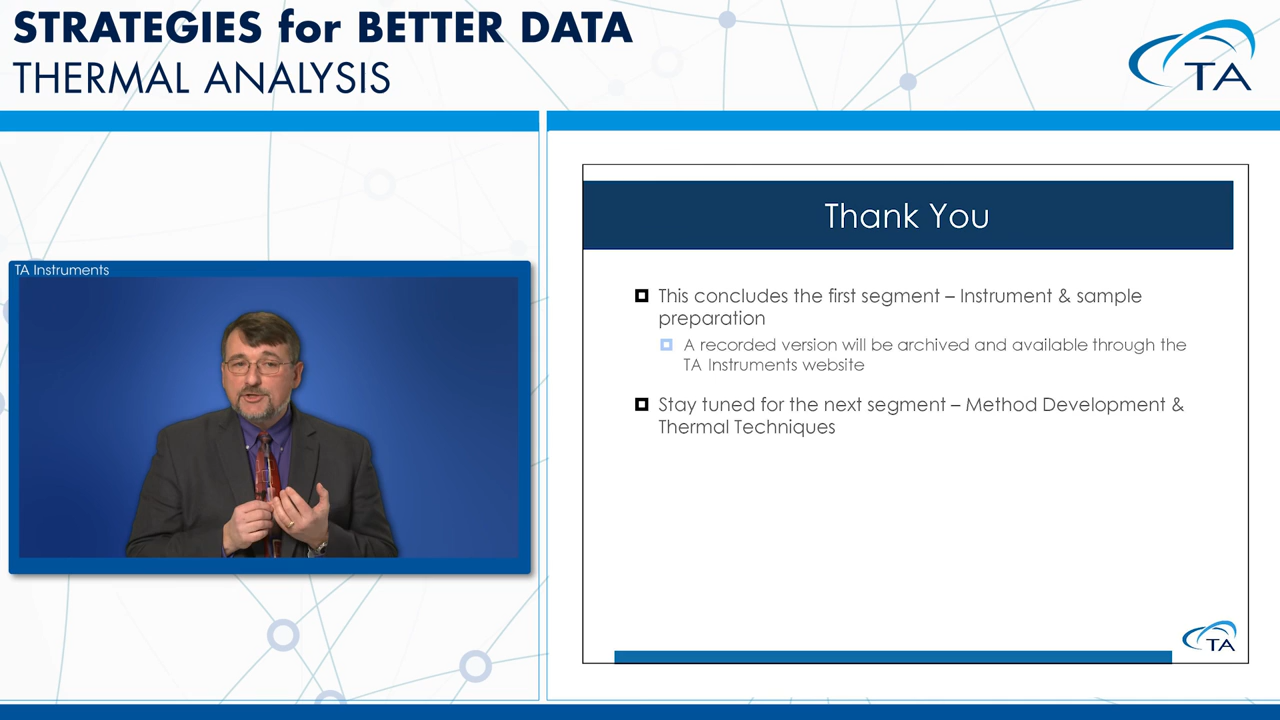 STRATEGIES for BETTER DATA
THERMAL ANALYSIS
TA
TA Instruments
Thank You
This concludes the first segment – Instrument & sample
preparation
A recorded version will be archived and available through the
TA Instruments website
Stay tuned for the next segment – Method Development &
Thermal Techniques
TA